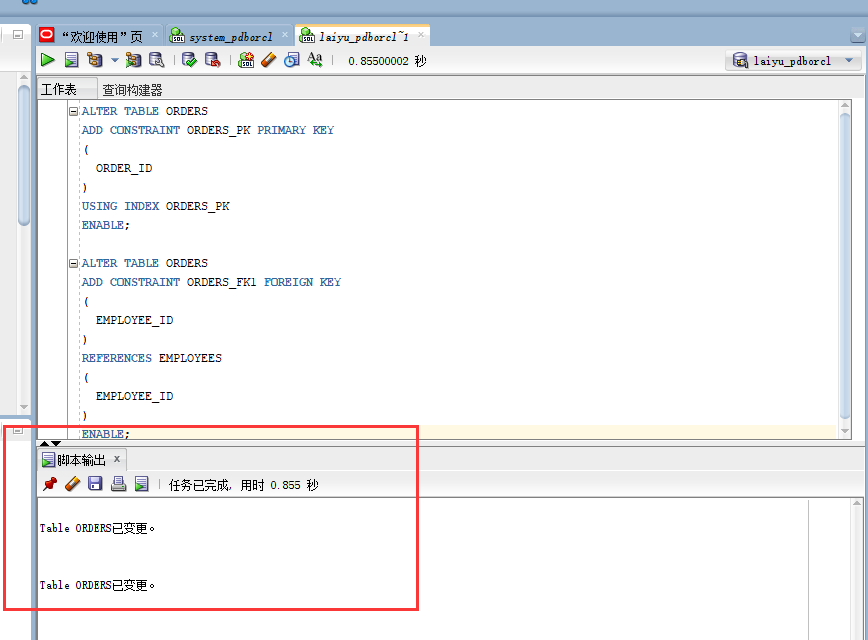 “欢迎使用”页
system_pdborcl
laiyu_pdborcl~1
0.85500002 秒
laiyu_pdborcl
工作表
查询构建器
ALTER TABLE ORDERS
ADD CONSTRAINT ORDERS_PK PRIMARY KEY
(
ORDER_ID
)
USING INDEX ORDERS_PK
ENABLE;
ALTER TABLE ORDERS
ADD CONSTRAINT ORDERS_FK1 FOREIGN KEY
(
EMPLOYEE_ID
)
REFERENCES EMPLOYEES
(
EMPLOYEE_ID
)
ENABLE;
脚本输出 x
任务已完成, 用时 0.855 秒
Table ORDERS已变更。
Table ORDERS已变更。